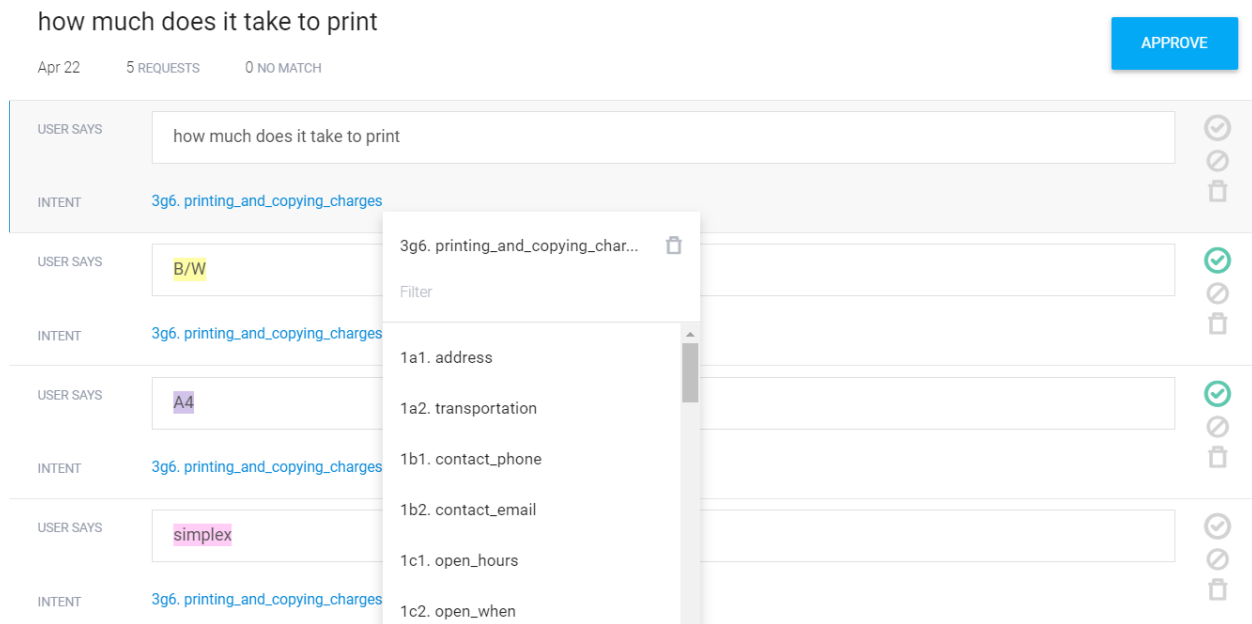 how much does it take to print
APPROVE
Apr 22 5 REQUESTS 0 NO MATCH
USER SAYS how much does it take to print
INTENT 3g6. printing_and_copying_charges
3g6. printing_and_copying_char...
USER SAYS B/W
Filter
INTENT 3g6. printing_and_copying_charges
1a1. address
USER SAYS A4
1a2. transportation
1b1. contact_phone
INTENT 3g6. printing_and_copying_charges
1b2. contact_email
USER SAYS simplex
1c1. open_hours
INTENT 3g6. printing_and_copying_charges
1c2. open_when